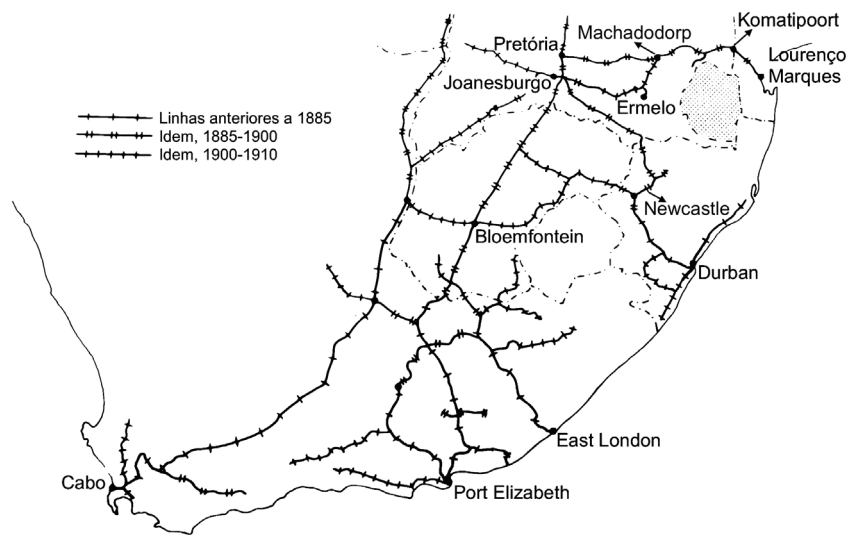 Komatipoort
Machadodorp
Pretória
Lourenço
Marques
Joanesburgo
Ermelo
Linhas anteriores a 1885
Idem, 1885-1900
Idem, 1900-1910
Newcastle
Bloemfontein
Durban
East London
Cabo
Port Elizabeth